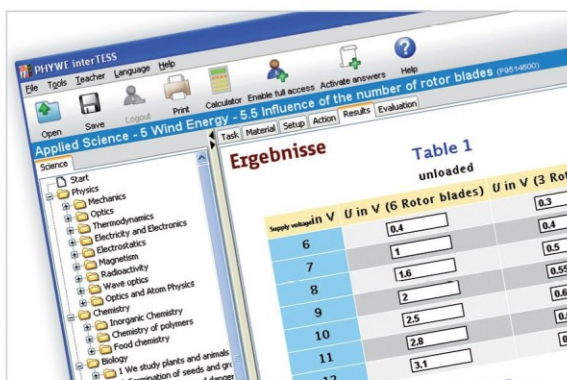 PHYWE interTESS
File Tools Teacher Language Help
Open Save Logout Print Calculator Enable full access Activate answers Help
Applied Science - 5 Wind Energy - 5.5 Influence of the number of rotor blades (P9514600)
Science
Task Material Setup Action Results Evaluation
Start
Physics
Mechanics
Optics
Thermodynamics
Electricity and Electronics
Electrostatics
Magnetism
Radioactivity
Wave optics
Optics and Atom Physics
Chemistry
Inorganic Chemistry
Chemistry of polymers
Food chemistry
Biology
1 We study plants and animals
Ergebnisse
Table 1
unloaded
Supply voltage in V U in V (6 Rotor blades) U in V (3
6 0.4 0.3
7 1 0.4
8 1.6 0.5
9 2 0.55
10 2.5
11 2.8
3.1